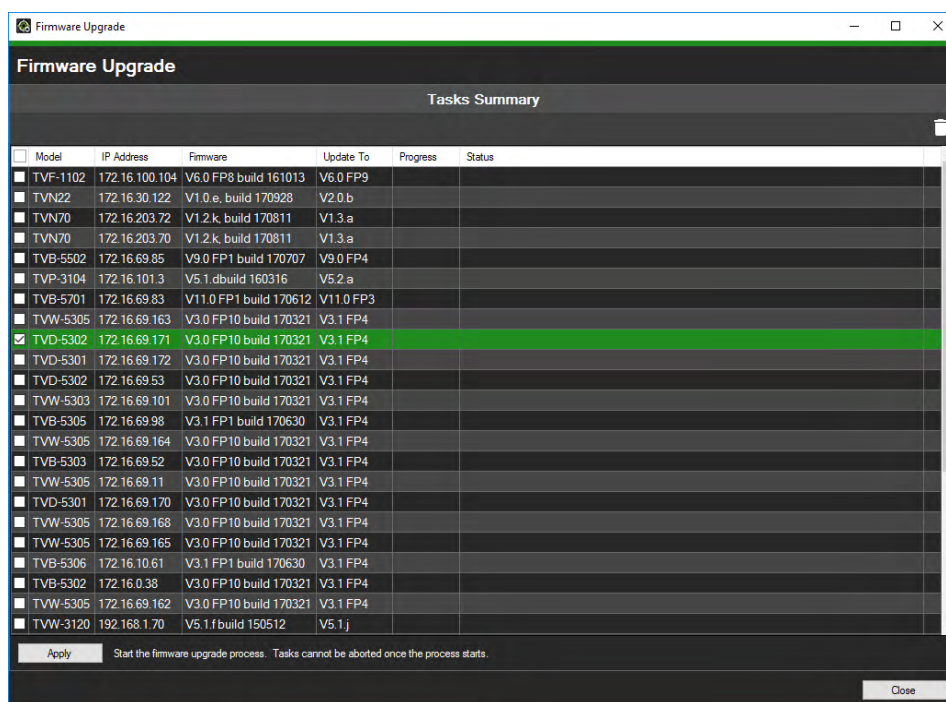 Firmware Upgrade
Firmware Upgrade
Tasks Summary
Model IP Address Firmware Update To Progress Status
TVF-1102 172.16.100.104 V6.0 FP8 build 161013 V6.0 FP9
TVN22 172.16.30.122 V1.0.e, build 170928 V2.0.b
TVN70 172.16.203.72 V1.2.k, build 170811 V1.3.a
TVN70 172.16.203.70 V1.2.k, build 170811 V1.3.a
TVB-5502 172.16.69.85 V9.0 FP1 build 170707 V9.0 FP4
TVP-3104 172.16.101.3 V5.1.dbuild 160316 V5.2.a
TVB-5701 172.16.69.83 V11.0 FP1 build 170612 V11.0 FP3
TVW-5305 172.16.69.163 V3.0 FP10 build 170321 V3.1 FP4
TVD-5302 172.16.69.171 V3.0 FP10 build 170321 V3.1 FP4
TVD-5301 172.16.69.172 V3.0 FP10 build 170321 V3.1 FP4
TVD-5302 172.16.69.53 V3.0 FP10 build 170321 V3.1 FP4
TVW-5303 172.16.69.101 V3.0 FP10 build 170321 V3.1 FP4
TVB-5305 172.16.69.98 V3.1 FP1 build 170630 V3.1 FP4
TVW-5305 172.16.69.164 V3.0 FP10 build 170321 V3.1 FP4
TVB-5303 172.16.69.52 V3.0 FP10 build 170321 V3.1 FP4
TVW-5305 172.16.69.11 V3.0 FP10 build 170321 V3.1 FP4
TVD-5301 172.16.69.170 V3.0 FP10 build 170321 V3.1 FP4
TVW-5305 172.16.69.168 V3.0 FP10 build 170321 V3.1 FP4
TVW-5305 172.16.69.165 V3.0 FP10 build 170321 V3.1 FP4
TVB-5306 172.16.10.61 V3.1 FP1 build 170630 V3.1 FP4
TVB-5302 172.16.0.38 V3.0 FP10 build 170321 V3.1 FP4
TVW-5305 172.16.69.162 V3.0 FP10 build 170321 V3.1 FP4
TVW-3120 192.168.1.70 V5.1.f build 150512 V5.1.j
Apply Start the firmware upgrade process. Tasks cannot be aborted once the process starts.
Close